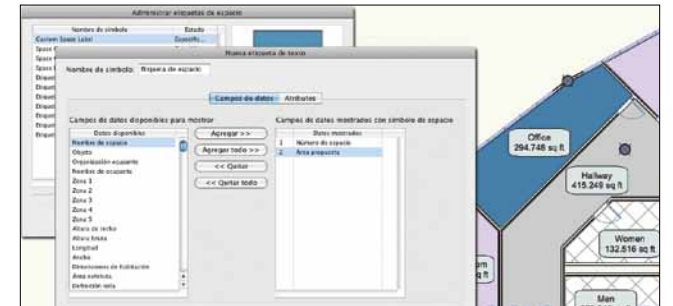 Administrar etiquetas de espacio
Nombre de símbolo
Estado
Custom Space Label
Nueva etiqueta de texto
Nombre de símbolo:
Etiqueta de espacio
Campos de datos
Atributos
Campos de datos disponibles para mostrar
Datos disponibles
Nombre de espacio
Objeto
Organización ocupante
Nombre de ocupante
Zona 1
Zona 2
Zona 3
Zona 4
Zona 5
Altura de techo
Altura bruta
Longitud
Ancho
Dimensiones de habitación
Agregar >>
Agregar todo >>
<< Quitar
<< Quitar todo
Campos de datos mostrados con símbolo de espacio
Datos mostrados
1 Número de espacio
2 Área propuesta
Office
294.748 sq ft
Hallway
415.249 sq ft
Women
132.516 sq ft
Men